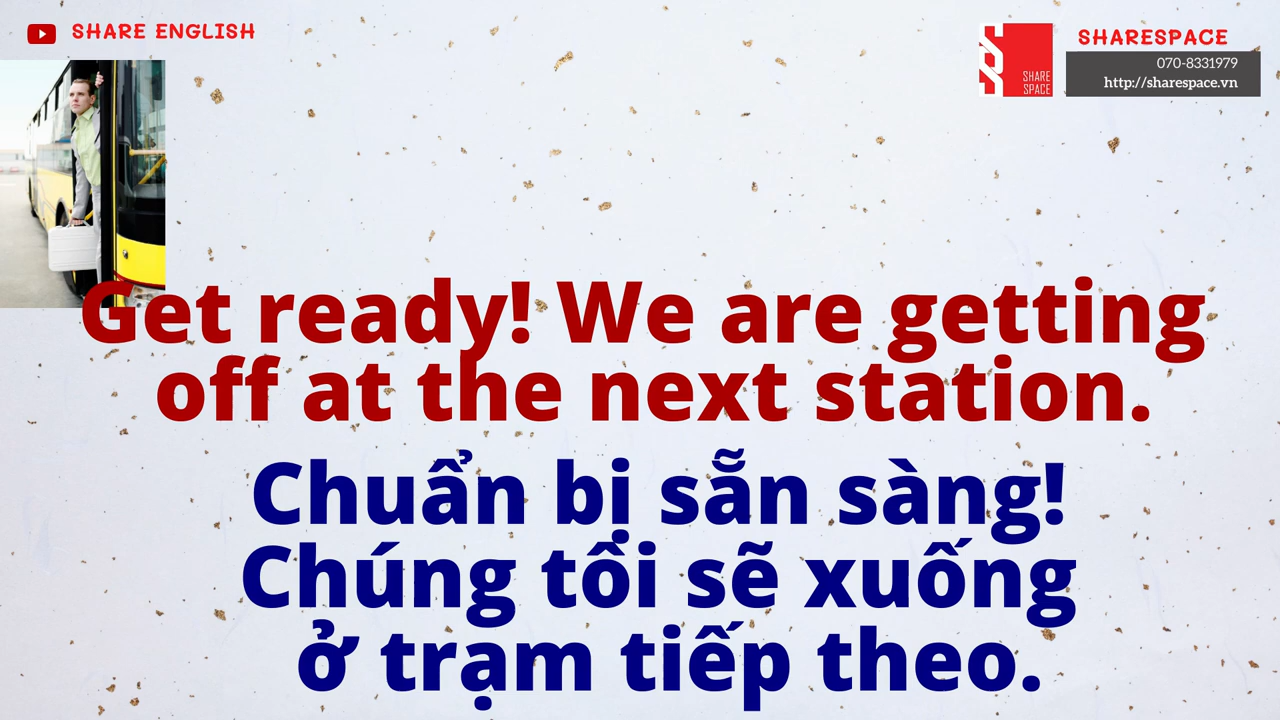 SHARE ENGLISH
SHARESPACE
070-8331979
http://sharespace.vn
SHARE
SPACE
Get ready! We are getting
off at the next station.
Chuẩn bị sẵn sàng!
Chúng tôi sẽ xuống
ở trạm tiếp theo.